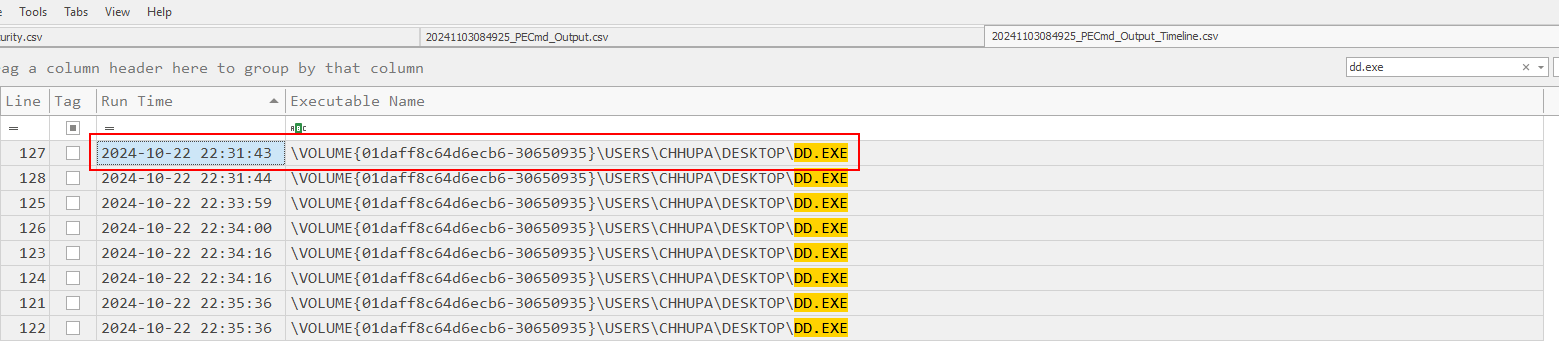 Tools Tabs View Help
urity.csv 20241103084925_PECmd_Output.csv 20241103084925_PECmd_Output_Timeline.csv
ag a column header here to group by that column dd.exe
Line Tag Run Time Executable Name
= = ABC
127 2024-10-22 22:31:43 \VOLUME{01daff8c64d6ecb6-30650935}\USERS\CHHUPA\DESKTOP\DD.EXE
128 2024-10-22 22:31:44 \VOLUME{01daff8c64d6ecb6-30650935}\USERS\CHHUPA\DESKTOP\DD.EXE
125 2024-10-22 22:33:59 \VOLUME{01daff8c64d6ecb6-30650935}\USERS\CHHUPA\DESKTOP\DD.EXE
126 2024-10-22 22:34:00 \VOLUME{01daff8c64d6ecb6-30650935}\USERS\CHHUPA\DESKTOP\DD.EXE
123 2024-10-22 22:34:16 \VOLUME{01daff8c64d6ecb6-30650935}\USERS\CHHUPA\DESKTOP\DD.EXE
124 2024-10-22 22:34:16 \VOLUME{01daff8c64d6ecb6-30650935}\USERS\CHHUPA\DESKTOP\DD.EXE
121 2024-10-22 22:35:36 \VOLUME{01daff8c64d6ecb6-30650935}\USERS\CHHUPA\DESKTOP\DD.EXE
122 2024-10-22 22:35:36 \VOLUME{01daff8c64d6ecb6-30650935}\USERS\CHHUPA\DESKTOP\DD.EXE